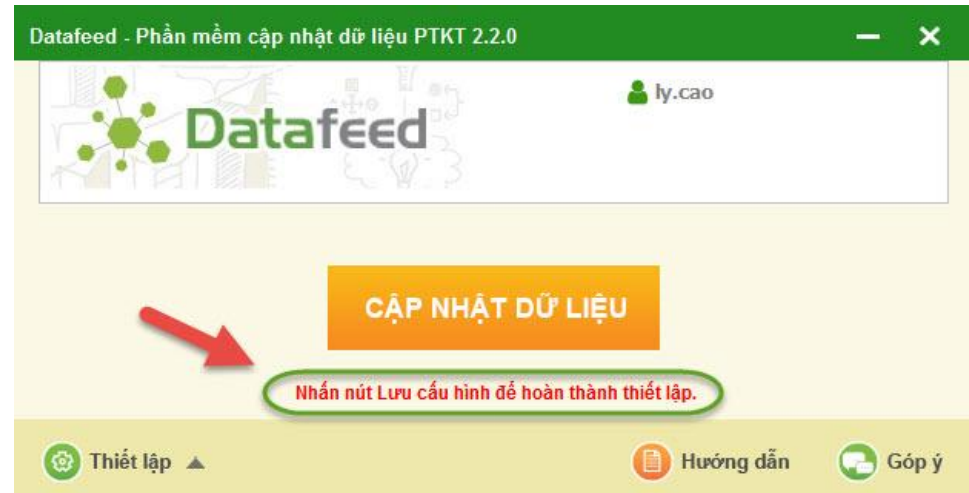 Datafeed - Phần mềm cập nhật dữ liệu PTKT 2.2.0
Datafeed
ly.cao
CẬP NHẬT DỮ LIỆU
Nhấn nút Lưu cấu hình để hoàn thành thiết lập.
Thiết lập
Hướng dẫn
Góp ý